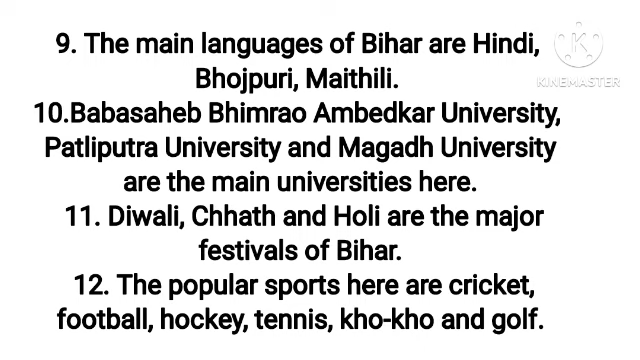 9. The main languages of Bihar are Hindi,
Bhojpuri, Maithili.
10.Babasaheb Bhimrao Ambedkar University,
Patliputra University and Magadh University
are the main universities here.
11. Diwali, Chhath and Holi are the major
festivals of Bihar.
12. The popular sports here are cricket,
football, hockey, tennis, kho-kho and golf.
K
KINEMASTER